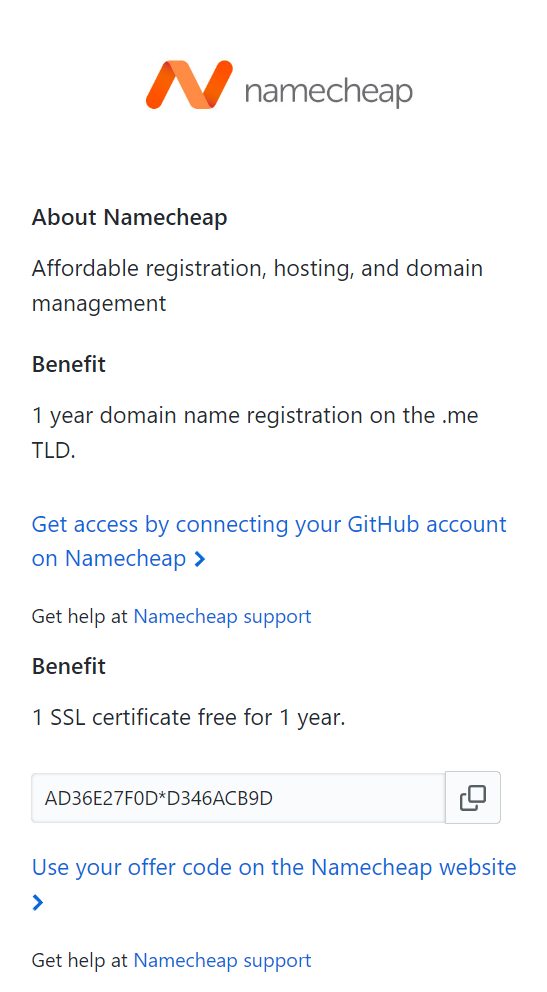 namecheap
About Namecheap
Affordable registration, hosting, and domain
management
Benefit
1 year domain name registration on the .me
TLD.
Get access by connecting your GitHub account
on Namecheap
Get help at Namecheap support
Benefit
1 SSL certificate free for 1 year.
AD36E27F0D*D346ACB9D
Use your offer code on the Namecheap website
Get help at Namecheap support